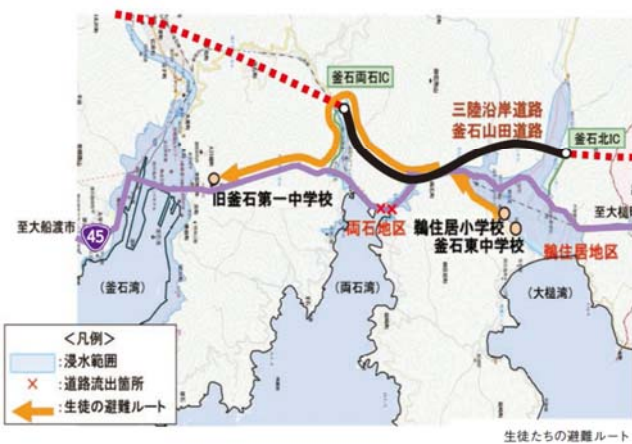 釜石両石IC
三陸沿岸道路
釜石山田道路
釜石北IC
旧釜石第一中学校
至大船渡市
45
両石地区
鵜住居小学校
釜石東中学校
至大槌
鵜住居地区
(釜石湾)
(両石湾)
(大槌湾)
<凡例>
:浸水範囲
×:道路流出箇所
:生徒の避難ルート
生徒たちの避難ルート